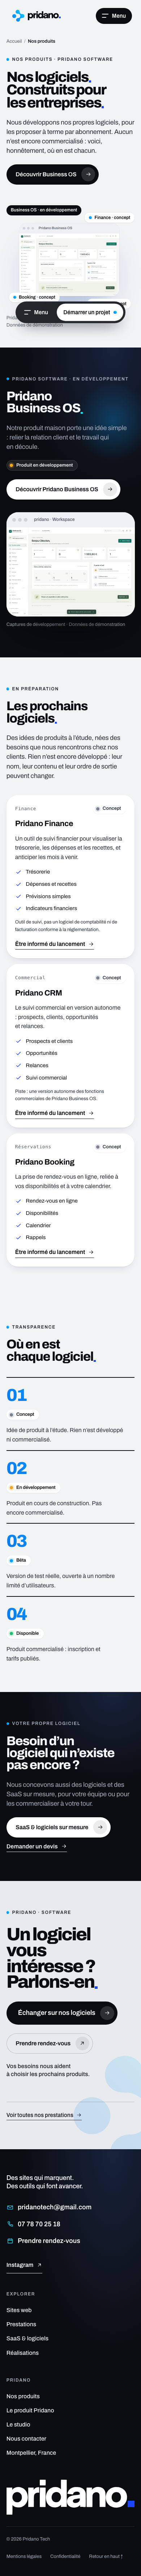 pridano.
Menu
Accueil / Nos produits
NOS PRODUITS · PRIDANO SOFTWARE
Nos logiciels.
Construits pour
les entreprises.
Nous développons nos propres logiciels, pour
les proposer à terme par abonnement. Aucun
n'est encore commercialisé : voici,
honnêtement, où en est chacun.
Découvrir Business OS
Business OS · en développement
Finance · concept
Pridano Business OS
Booking · concept
Menu
Démarrer un projet
Données de démonstration
PRIDANO SOFTWARE · EN DÉVELOPPEMENT
Pridano
Business OS.
Notre produit maison porte une idée simple
: relier la relation client et le travail qui
en découle.
Produit en développement
Découvrir Pridano Business OS
pridano · Workspace
Captures de développement · Données de démonstration
EN PRÉPARATION
Les prochains
logiciels.
Des idées de produits à l'étude, nées des
besoins que nous rencontrons chez nos
clients. Rien n'est encore développé : leur
nom, leur contenu et leur ordre de sortie
peuvent changer.
Finance
Concept
Pridano Finance
Un outil de suivi financier pour visualiser la
trésorerie, les dépenses et les recettes, et
anticiper les mois à venir.
Trésorerie
Dépenses et recettes
Prévisions simples
Indicateurs financiers
Outil de suivi, pas un logiciel de comptabilité ni de
facturation conforme à la réglementation.
Être informé du lancement
Commercial
Concept
Pridano CRM
Le suivi commercial en version autonome
: prospects, clients, opportunités
et relances.
Prospects et clients
Opportunités
Relances
Suivi commercial
Piste : une version autonome des fonctions
commerciales de Pridano Business OS.
Être informé du lancement
Réservations
Concept
Pridano Booking
La prise de rendez-vous en ligne, reliée à
vos disponibilités et à votre calendrier.
Rendez-vous en ligne
Disponibilités
Calendrier
Rappels
Être informé du lancement
TRANSPARENCE
Où en est
chaque logiciel.
01
Concept
Idée de produit à l'étude. Rien n'est développé
ni commercialisé.
02
En développement
Produit en cours de construction. Pas
encore commercialisé.
03
Bêta
Version de test réelle, ouverte à un nombre
limité d'utilisateurs.
04
Disponible
Produit commercialisé : inscription et
tarifs publiés.
VOTRE PROPRE LOGICIEL
Besoin d'un
logiciel qui n'existe
pas encore ?
Nous concevons aussi des logiciels et des
SaaS sur mesure, pour votre équipe ou pour
les commercialiser à votre tour.
SaaS & logiciels sur mesure
Demander un devis
PRIDANO · SOFTWARE
Un logiciel
vous
intéresse ?
Parlons-en.
Échanger sur nos logiciels
Prendre rendez-vous
Vos besoins nous aident
à choisir les prochains produits.
Voir toutes nos prestations
Des sites qui marquent.
Des outils qui font avancer.
pridanotech@gmail.com
07 78 70 25 18
Prendre rendez-vous
Instagram
EXPLORER
Sites web
Prestations
SaaS & logiciels
Réalisations
PRIDANO
Nos produits
Le produit Pridano
Le studio
Nous contacter
Montpellier, France
pridano.
© 2026 Pridano Tech
Mentions légales
Confidentialité
Retour en haut ↑